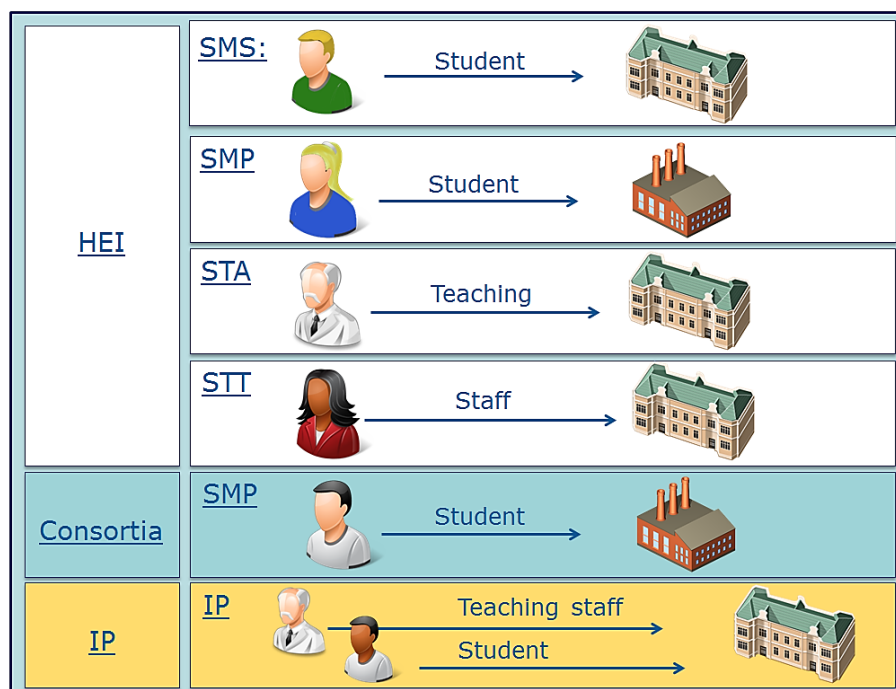 HEI
SMS:
Student
SMP
Student
STA
Teaching
STT
Staff
Consortia
SMP
Student
IP
IP
Teaching staff
Student